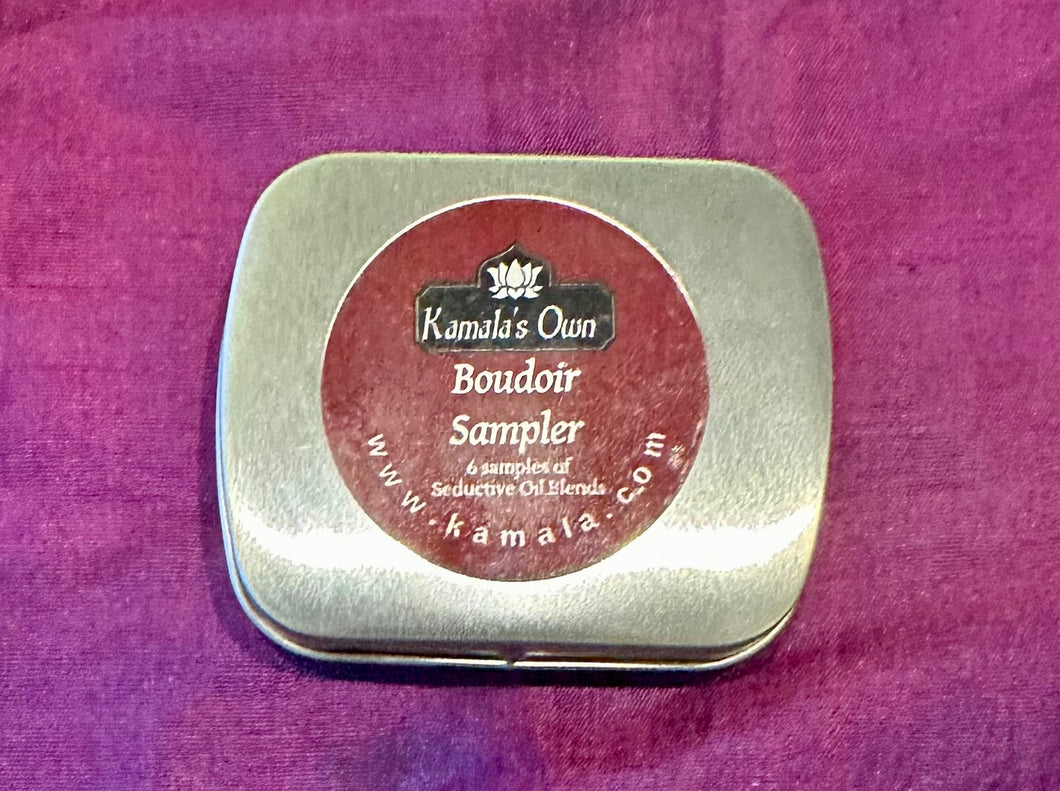 Kamala's Own
Boudoir
Sampler
6 samples of
Seductive Oil Blends
www.kamala.com